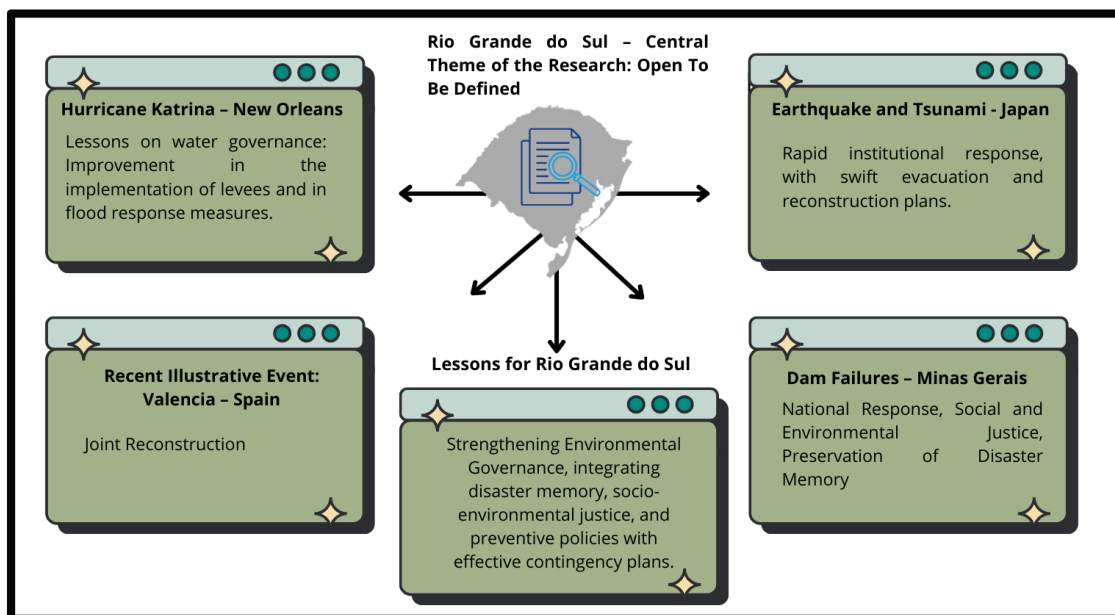 Rio Grande do Sul – Central
Theme of the Research: Open To
Be Defined
Hurricane Katrina – New Orleans
Lessons on water governance:
Improvement in the
implementation of levees and in
flood response measures.
Earthquake and Tsunami - Japan
Rapid institutional response,
with swift evacuation and
reconstruction plans.
Recent Illustrative Event:
Valencia – Spain
Joint Reconstruction
Lessons for Rio Grande do Sul
Strengthening Environmental
Governance, integrating
disaster memory, socio-
environmental justice, and
preventive policies with
effective contingency plans.
Dam Failures – Minas Gerais
National Response, Social and
Environmental Justice,
Preservation of Disaster
Memory